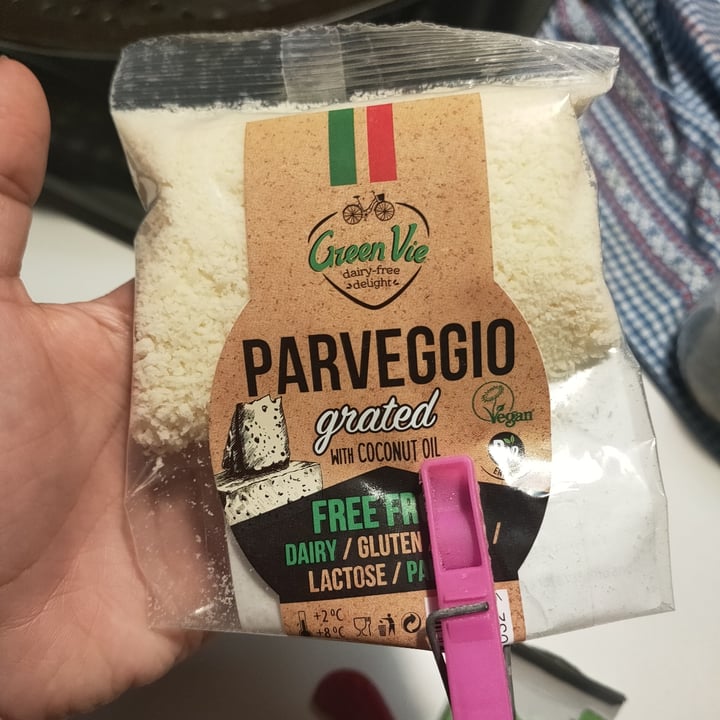 Green Vie
dairy-free
delight
PARVEGGIO
grated
Vegan
WITH COCONUT OIL
FREE FR
DAIRY / GLUTEN /
LACTOSE / PA
+2°C
+8°C